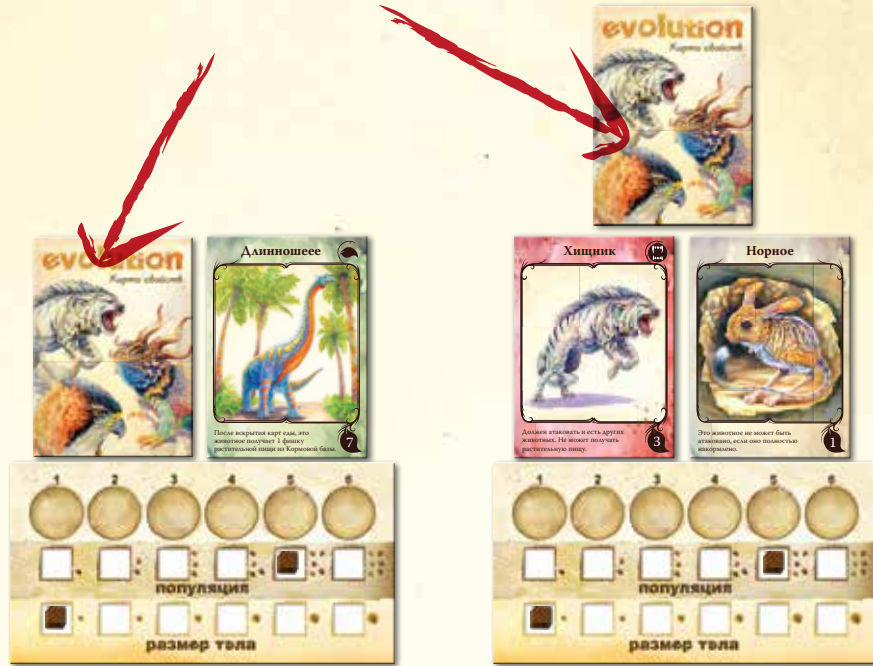 evolution
Карта свойств
evolution
Карта свойств
Длинношеее
После вскрытия карт еды, это
животное получает 1 фишку
растительной пищи из Кормовой базы.
7
Хищник
Должен атаковать и есть других
животных. Не может получать
растительную пищу.
3
Норное
Это животное не может быть
атаковано, если оно полностью
накормлено.
1
1 2 3 4 5 6
популяция
размер тела
1 2 3 4 5 6
популяция
размер тела